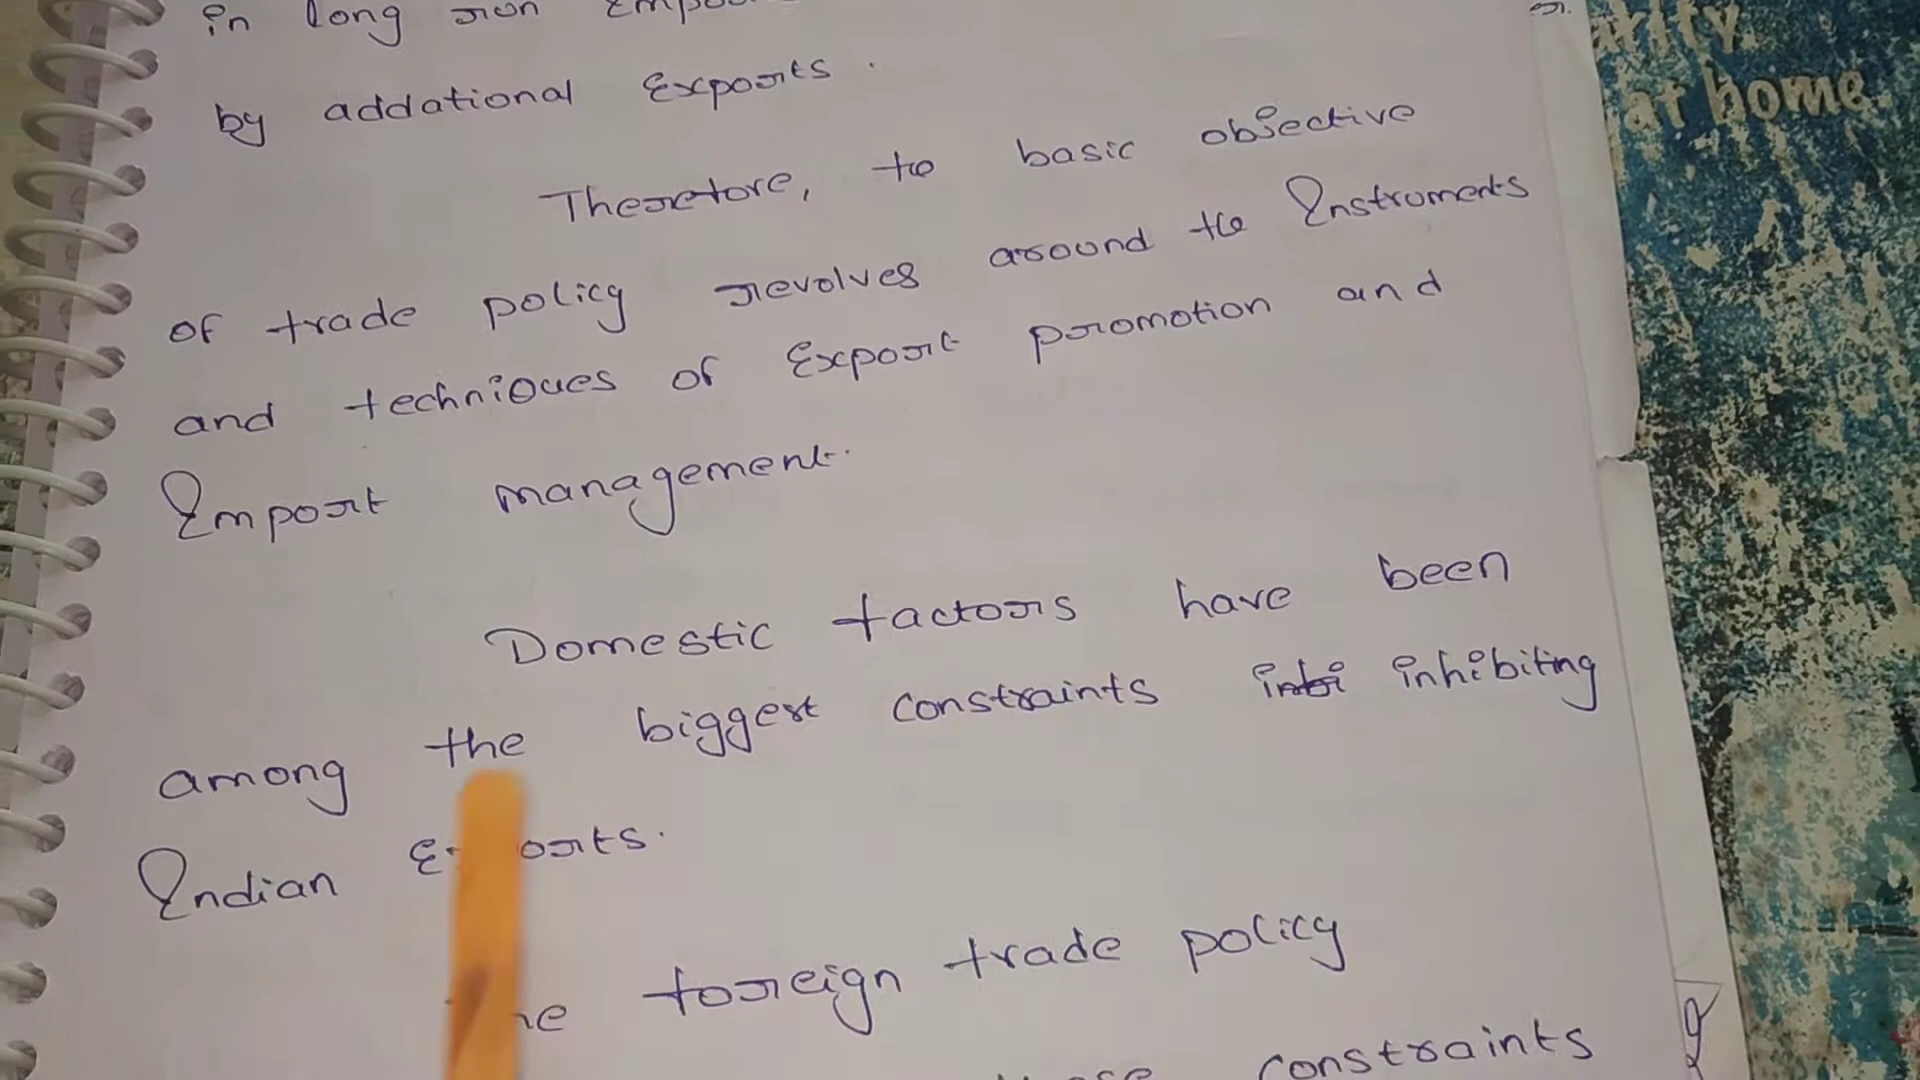 in long run
by addational Exports.
Therefore, the basic objective
of trade policy revolves around the Instruments
and techniques of Export promotion and
Import management.
Domestic factors have been
among the biggest constraints inhibiting
Indian Exports.
foreign trade policy
constraints
at home.